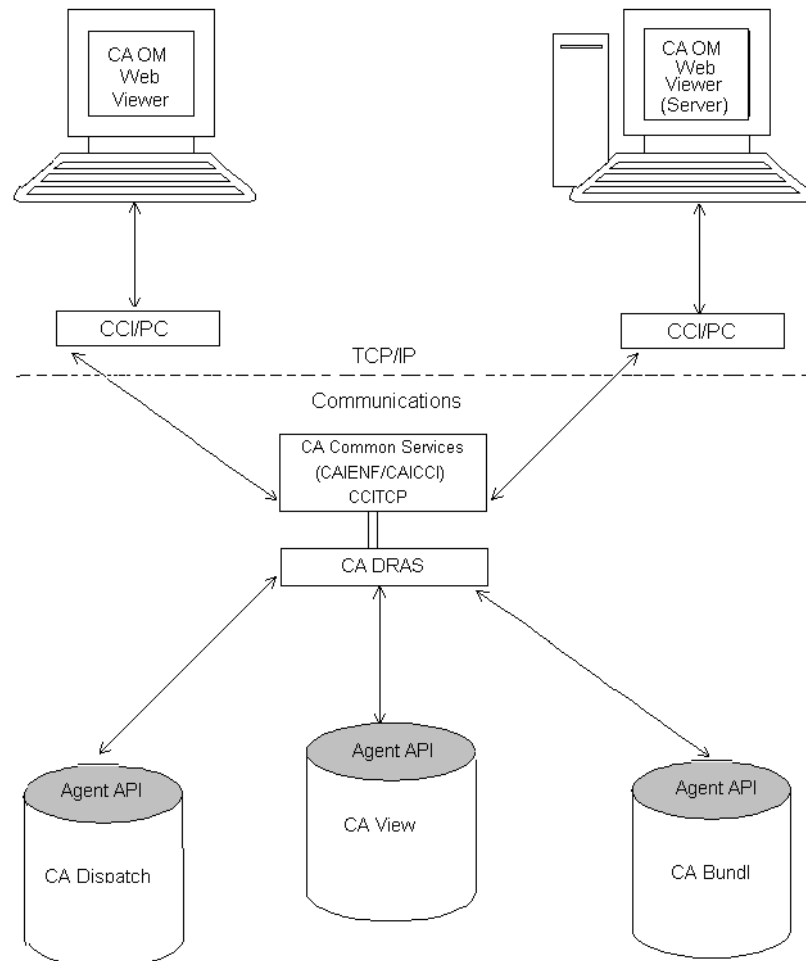 CA OM
Web
Viewer
CA OM
Web
Viewer
(Server)
CCI/PC
CCI/PC
TCP/IP
Communications
CA Common Services
(CAIENF/CAICCI)
CCITCP
CA DRAS
Agent API
CA Dispatch
Agent API
CA View
Agent API
CA Bundl